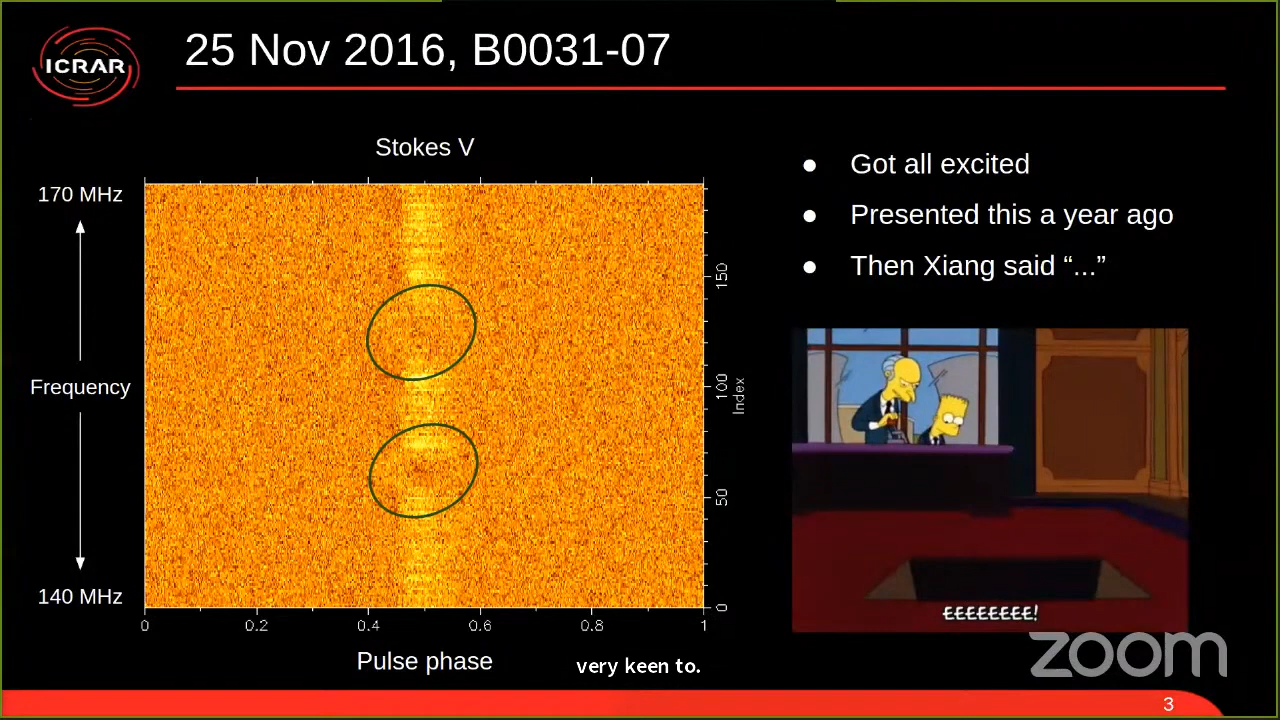 ICRAR
25 Nov 2016, B0031-07
Stokes V
170 MHz
Frequency
140 MHz
150
100
50
0
Index
0
0.2
0.4
0.6
0.8
1
Pulse phase
● Got all excited
● Presented this a year ago
● Then Xiang said “...”
EEEEEEEE!
very keen to.
zoom
3